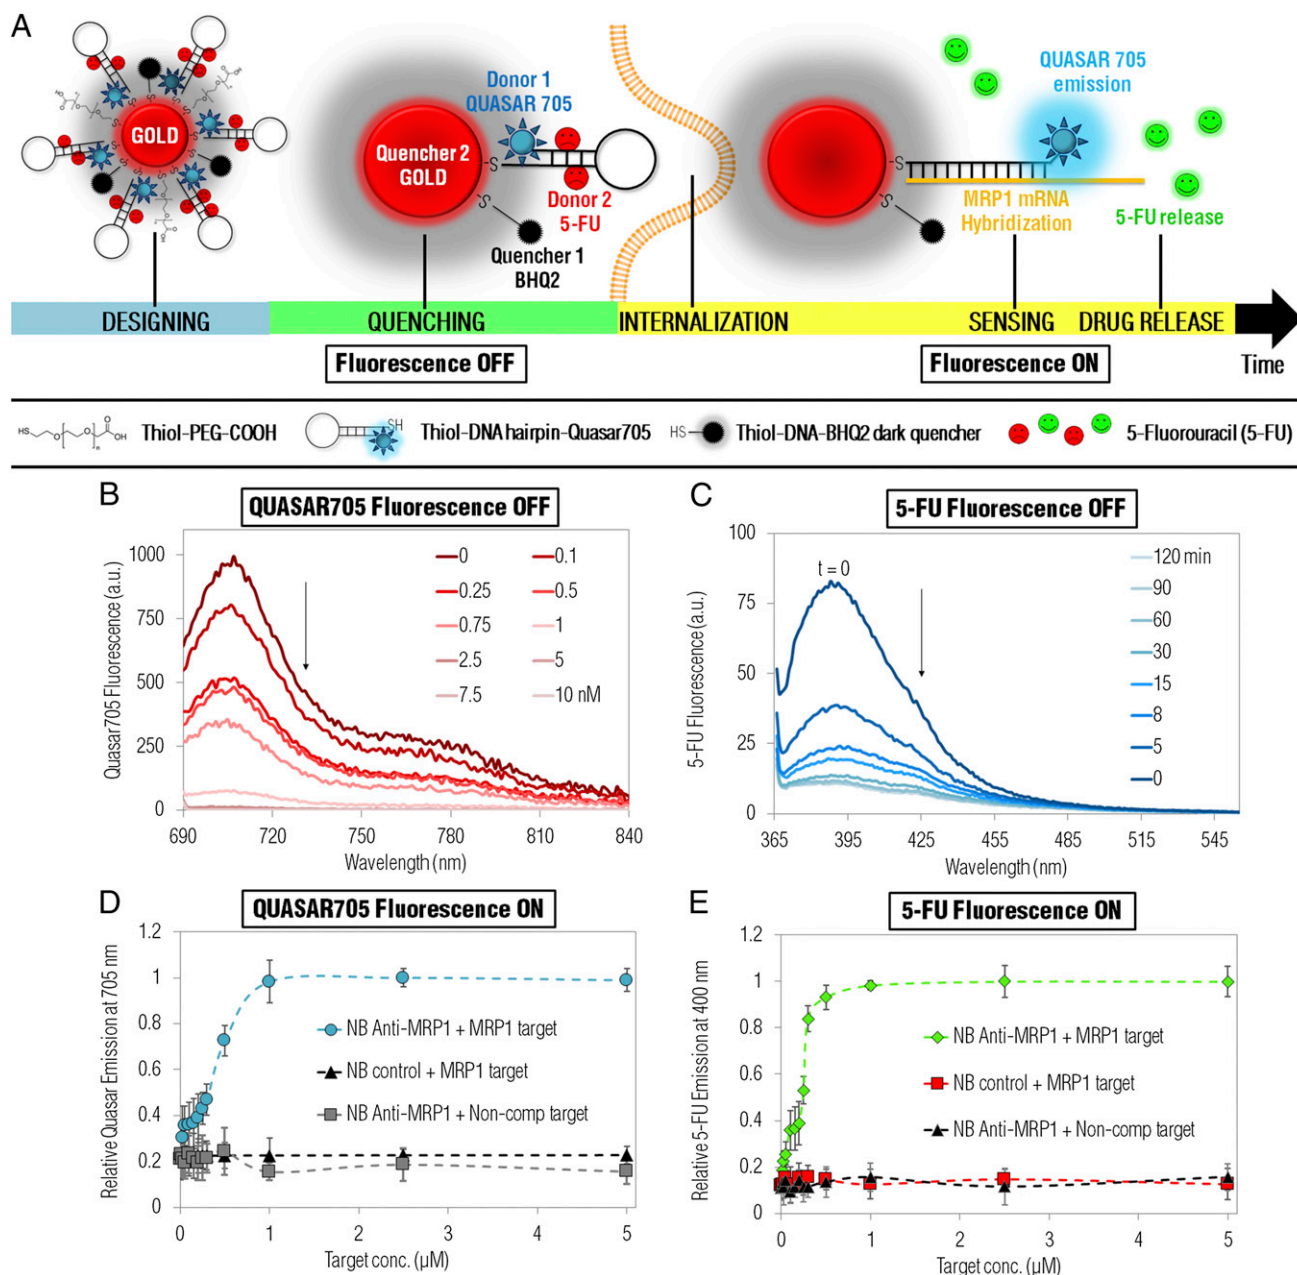 A
GOLD
Donor 1
QUASAR 705
Quencher 2
GOLD
Donor 2
5-FU
Quencher 1
BHQ2
QUASAR 705
emission
MRP1 mRNA
Hybridization
5-FU release
S
S
S
S
DESIGNING
QUENCHING
INTERNALIZATION
SENSING
DRUG RELEASE
Fluorescence OFF
Fluorescence ON
Time
HS
O
O
n
O
OH
Thiol-PEG-COOH
SH
Thiol-DNA hairpin-Quasar705
HS
Thiol-DNA-BHQ2 dark quencher
5-Fluorouracil (5-FU)
B
QUASAR705 Fluorescence OFF
Quasar 705 Fluorescence (a.u.)
1000
750
500
250
0
0
0.1
0.25
0.5
0.75
1
2.5
5
7.5
10 nM
690
720
750
780
810
840
Wavelength (nm)
C
5-FU Fluorescence OFF
5-FU Fluorescence (a.u.)
100
75
50
25
0
t = 0
120 min
90
60
30
15
8
5
0
365
395
425
455
485
515
545
Wavelength (nm)
D
QUASAR705 Fluorescence ON
Relative Quasar Emission at 705 nm
1.2
1
0.8
0.6
0.4
0.2
0
NB Anti-MRP1 + MRP1 target
NB control + MRP1 target
NB Anti-MRP1 + Non-comp target
0
1
2
3
4
5
Target conc. (µM)
E
5-FU Fluorescence ON
Relative 5-FU Emission at 400 nm
1.2
1
0.8
0.6
0.4
0.2
0
NB Anti-MRP1 + MRP1 target
NB control + MRP1 target
NB Anti-MRP1 + Non-comp target
0
1
2
3
4
5
Target conc. (µM)